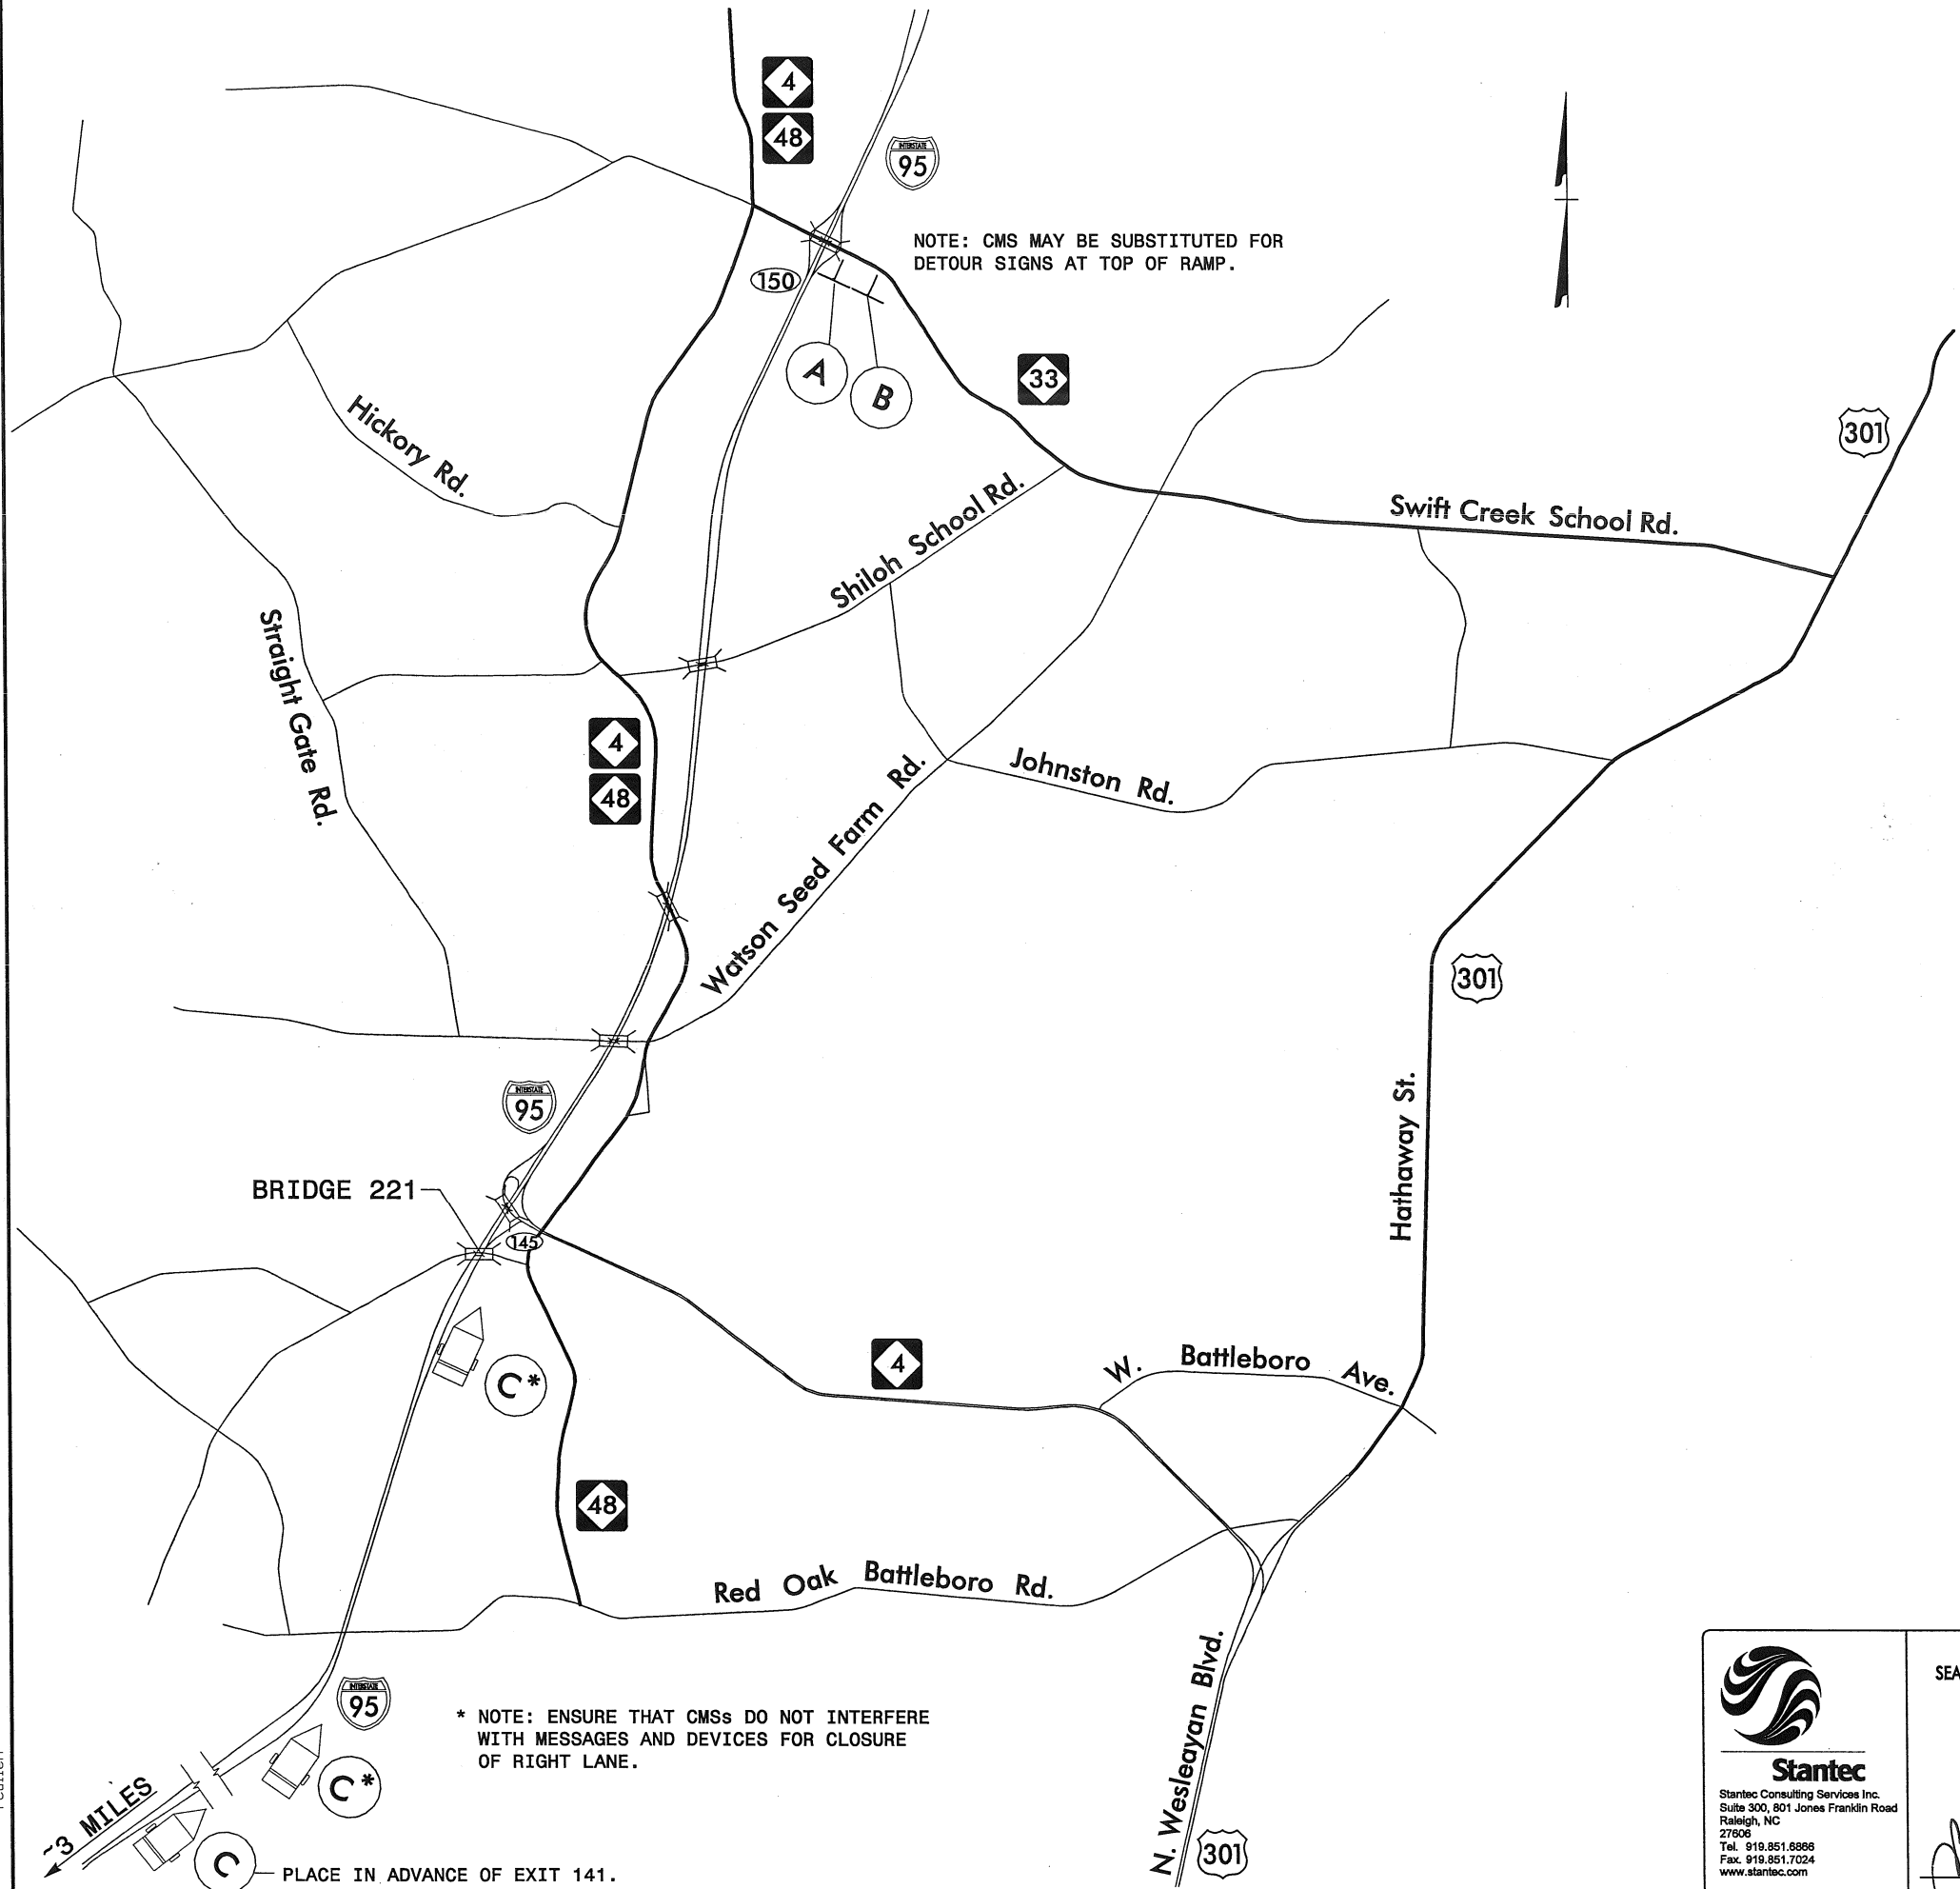 4
48
INTERSTATE
95
NOTE: CMS MAY BE SUBSTITUTED FOR
DETOUR SIGNS AT TOP OF RAMP.
150
A
B
33
301
Hickory Rd.
Swift Creek School Rd.
Shiloh School Rd.
Straight Gate Rd.
4
48
Johnston Rd.
Watson Seed Farm Rd.
301
INTERSTATE
95
Hathaway St.
BRIDGE 221
145
4
W. Battleboro Ave.
C*
48
Red Oak Battleboro Rd.
N. Wesleayan Blvd.
INTERSTATE
95
* NOTE: ENSURE THAT CMSs DO NOT INTERFERE
WITH MESSAGES AND DEVICES FOR CLOSURE
OF RIGHT LANE.
C*
~3 MILES
C
PLACE IN ADVANCE OF EXIT 141.
301
Stantec
Stantec Consulting Services Inc.
Suite 300, 801 Jones Franklin Road
Raleigh, NC
27606
Tel. 919.851.6866
Fax. 919.851.7024
www.stantec.com
SEA